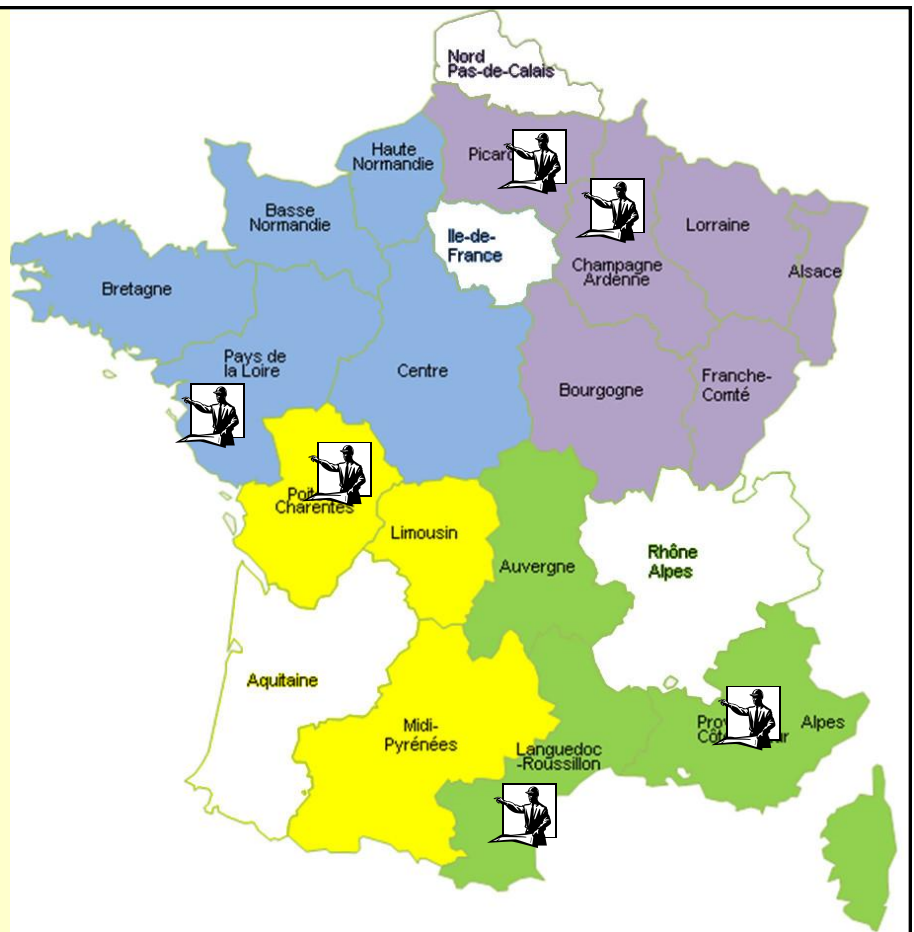 Nord
Pas-de-Calais
Haute
Normandie
Basse
Normandie
Ile-de-
France
Lorraine
Champagne
Ardenne
Alsace
Bretagne
Pays de
la Loire
Centre
Bourgogne
Franche-
Comté
Charentes
Limousin
Auvergne
Rhône
Alpes
Aquitaine
Midi-
Pyrénées
Languedoc
-Roussillon
Alpes